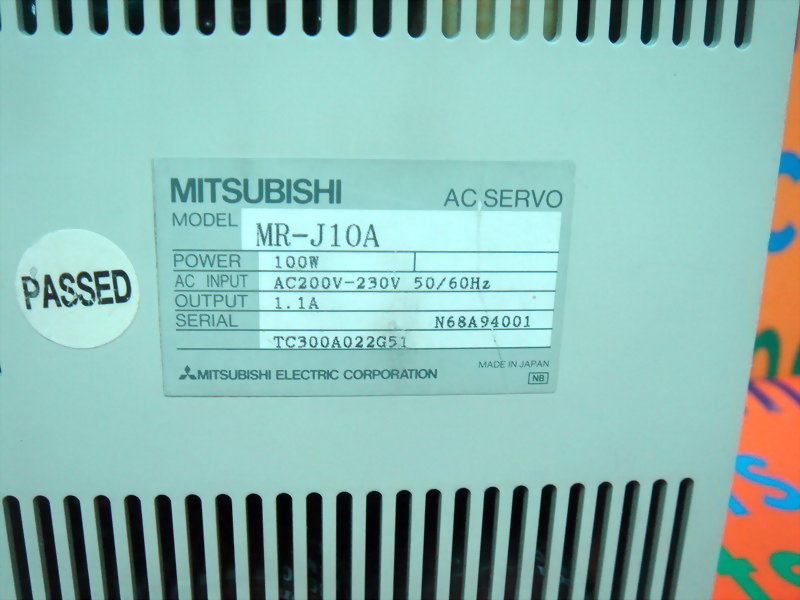 MITSUBISHI AC SERVO
MODEL MR-J10A
POWER 100W
AC INPUT AC200V-230V 50/60Hz
OUTPUT 1.1A
SERIAL N68A94001
TC300A022G51
MITSUBISHI ELECTRIC CORPORATION
MADE IN JAPAN
NB
PASSED